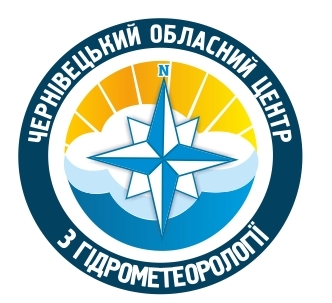 ЧЕРНІВЕЦЬКИЙ ОБЛАСНИЙ ЦЕНТР
N
З ГІДРОМЕТЕОРОЛОГІЇ